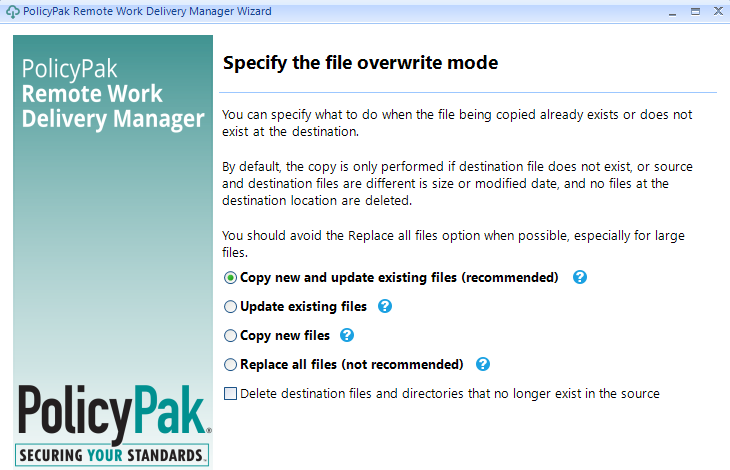 PolicyPak Remote Work Delivery Manager Wizard
PolicyPak
Remote Work
Delivery Manager
Specify the file overwrite mode
You can specify what to do when the file being copied already exists or does not
exist at the destination.
By default, the copy is only performed if destination file does not exist, or source
and destination files are different is size or modified date, and no files at the
destination location are deleted.
You should avoid the Replace all files option when possible, especially for large
files.
Copy new and update existing files (recommended) ?
Update existing files ?
Copy new files ?
Replace all files (not recommended) ?
Delete destination files and directories that no longer exist in the source
PolicyPak®
SECURING YOUR STANDARDS.